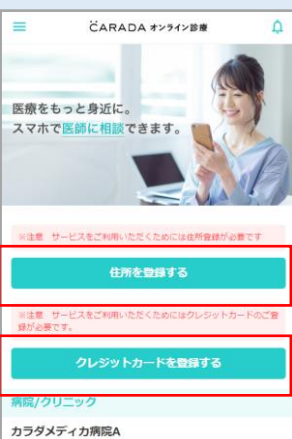 CARADA オンライン診療
医療をもっと身近に。
スマホで医師に相談できます。
※注意 サービスをご利用いただくためには住所登録が必要です
住所を登録する
※注意 サービスをご利用いただくためにはクレジットカードのご登
録が必要です。
クレジットカードを登録する
病院/クリニック
カラダメディカ病院A